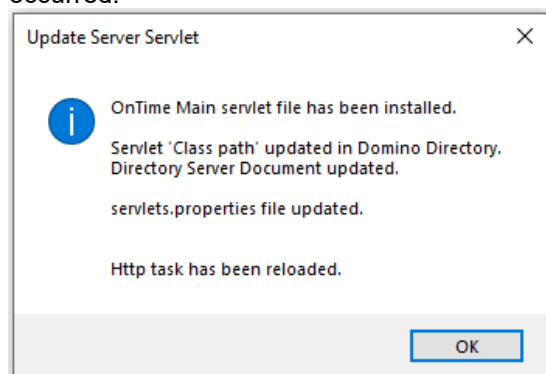 occurred:
Update Server Servlet
OnTime Main servlet file has been installed.
Servlet 'Class path' updated in Domino Directory.
Directory Server Document updated.
servlets.properties file updated.
Http task has been reloaded.
OK